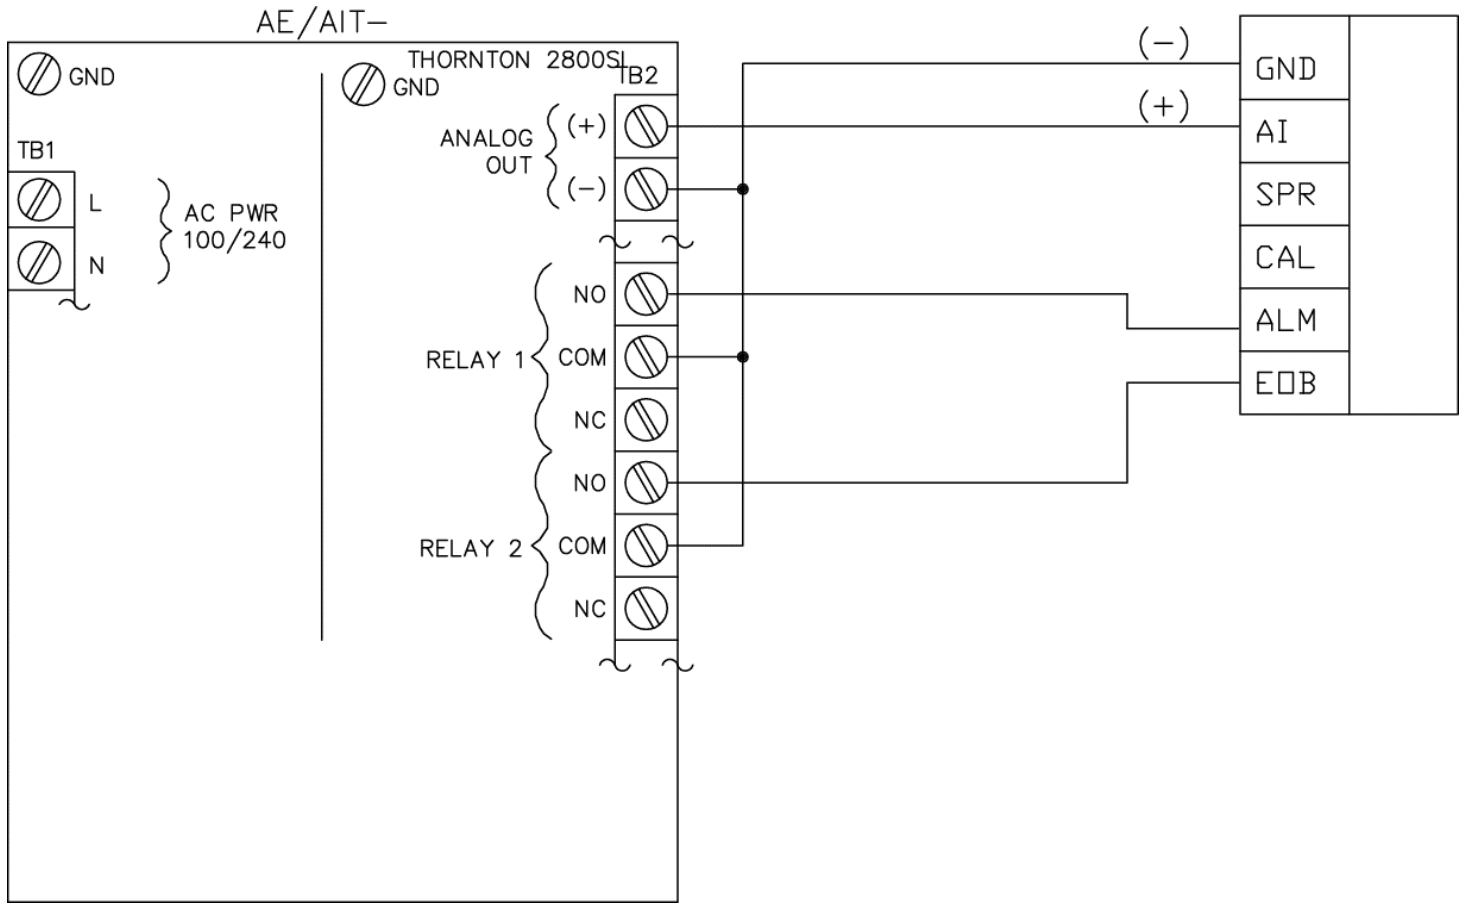 AE/AIT-
GND
THORNTON 2800SL
TB2
GND
TB1
L
N
AC PWR
100/240
ANALOG
OUT
(+)
(-)
RELAY 1
NO
COM
NC
RELAY 2
NO
COM
NC
(-)
(+)
GND
AI
SPR
CAL
ALM
EOB